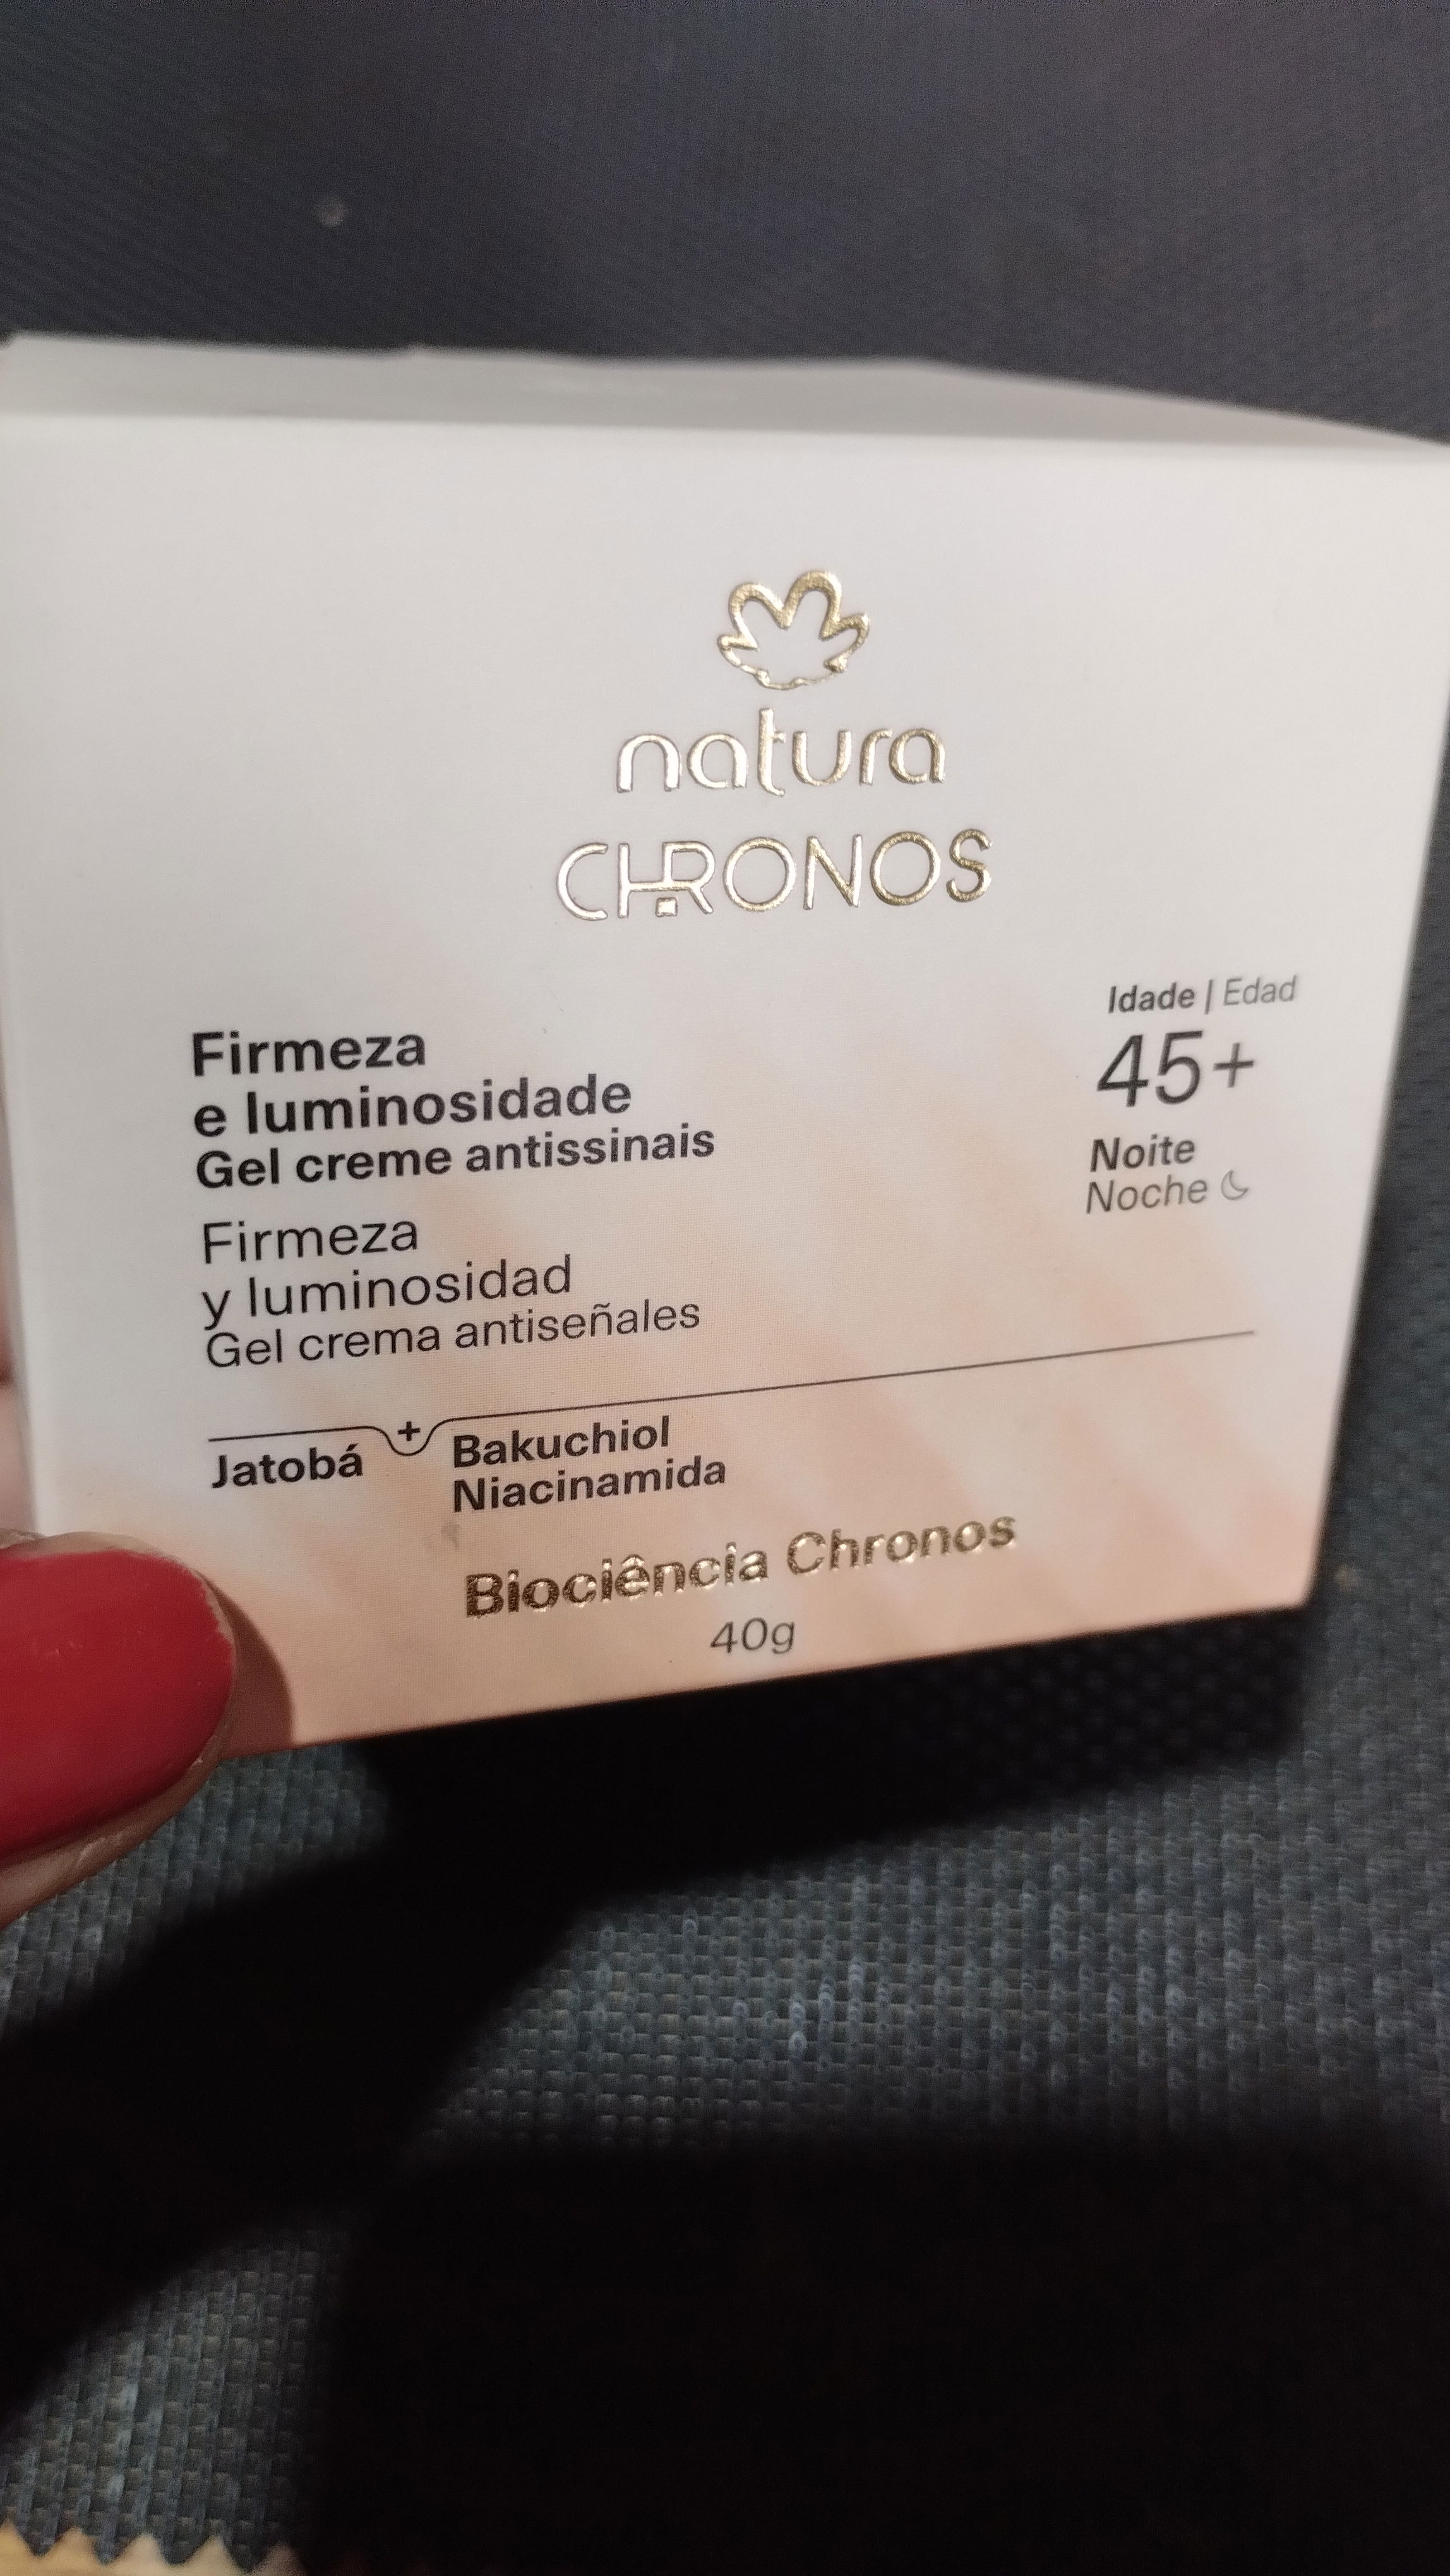 natura
CHRONOS
Idade | Edad
45+
Noite
Noche
Firmeza
e luminosidade
Gel creme antissinais
Firmeza
y luminosidad
Gel crema antiseñales
Jatobá + Bakuchiol
Niacinamida
Biociência Chronos
40g